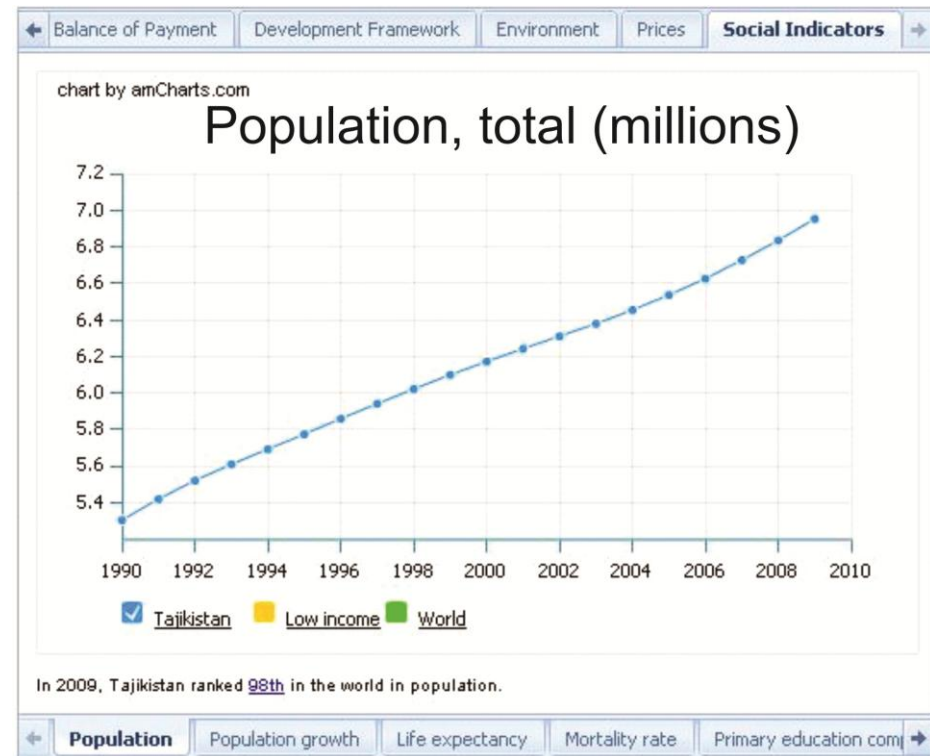 Balance of Payment Development Framework Environment Prices Social Indicators
chart by amCharts.com
Population, total (millions)
7.2
7.0
6.8
6.6
6.4
6.2
6.0
5.8
5.6
5.4
1990 1992 1994 1996 1998 2000 2002 2004 2006 2008 2010
Tajikistan Low income World
In 2009, Tajikistan ranked 98th in the world in population.
Population Population growth Life expectancy Mortality rate Primary education com